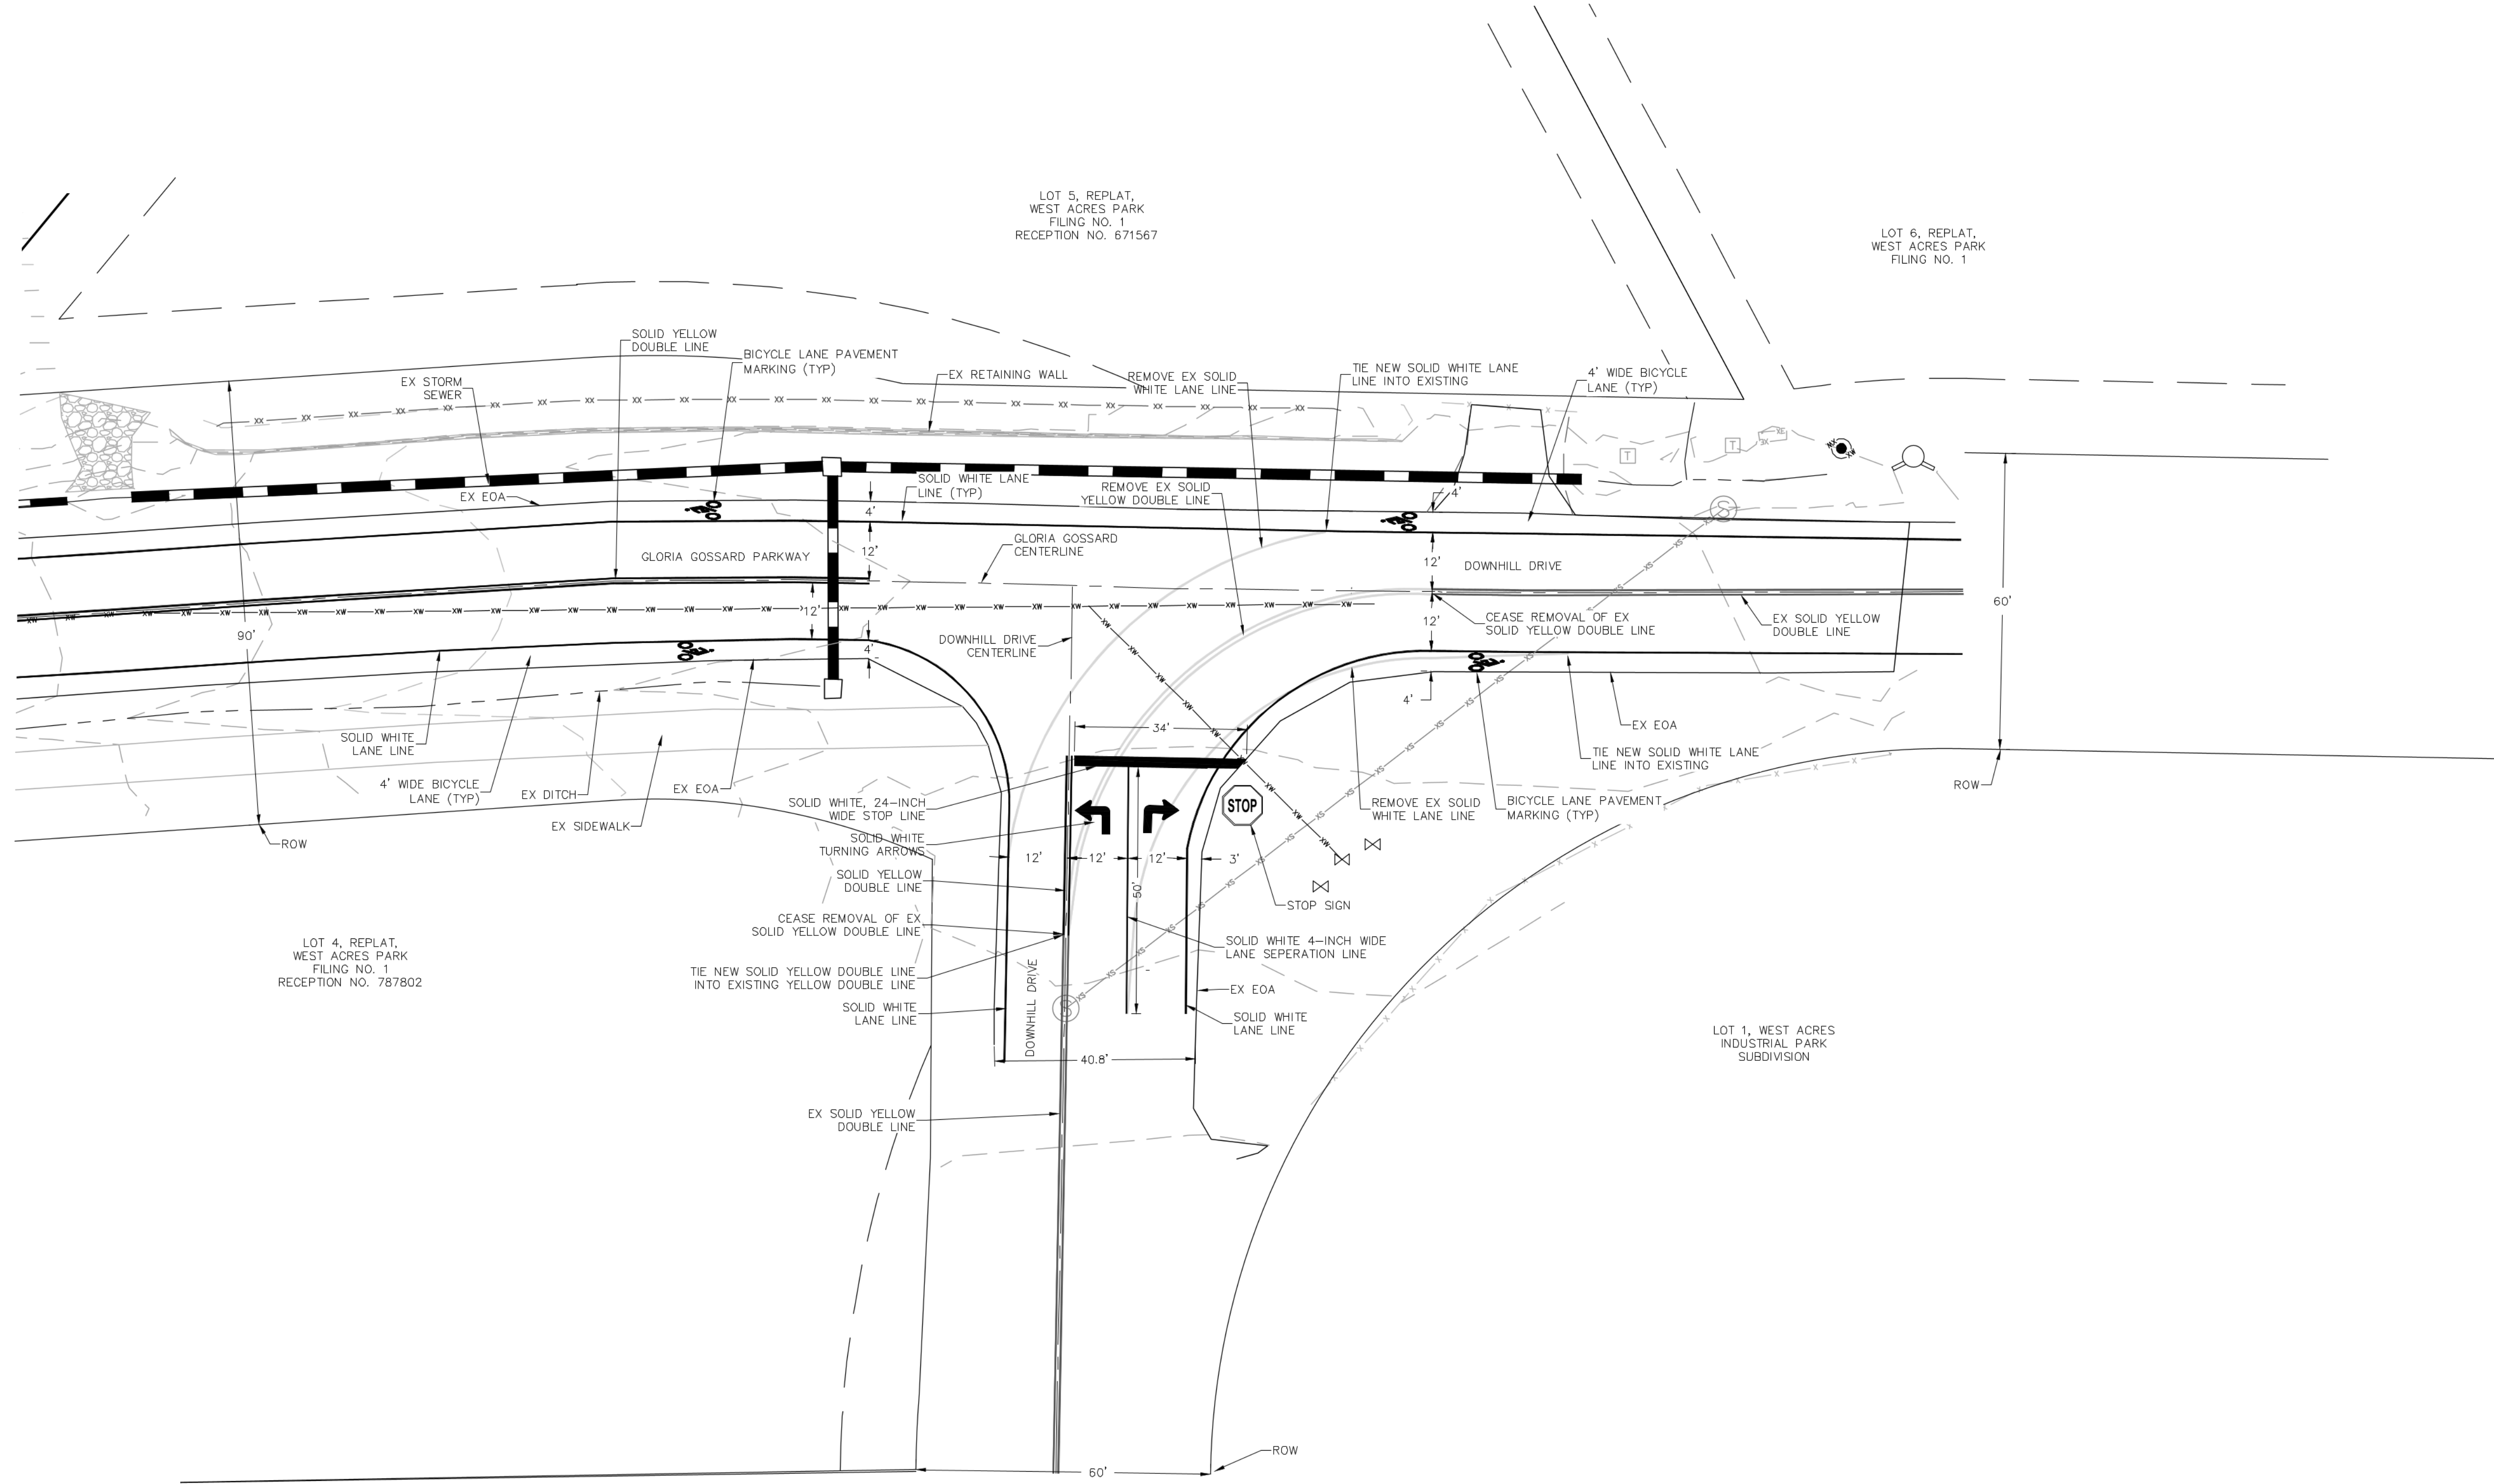 LOT 5, REPLAT,
WEST ACRES PARK
FILING NO. 1
RECEPTION NO. 671567
LOT 6, REPLAT,
WEST ACRES PARK
FILING NO. 1
SOLID YELLOW
DOUBLE LINE
BICYCLE LANE PAVEMENT
MARKING (TYP)
EX STORM
SEWER
EX RETAINING WALL
REMOVE EX SOLID
WHITE LANE LINE
TIE NEW SOLID WHITE LANE
LINE INTO EXISTING
4' WIDE BICYCLE
LANE (TYP)
EX EOA
SOLID WHITE LANE
LINE (TYP)
REMOVE EX SOLID
YELLOW DOUBLE LINE
4'
4'
12'
GLORIA GOSSARD PARKWAY
GLORIA GOSSARD
CENTERLINE
12'
DOWNHILL DRIVE
12'
12'
4'
90'
60'
DOWNHILL DRIVE
CENTERLINE
CEASE REMOVAL OF EX
SOLID YELLOW DOUBLE LINE
EX SOLID YELLOW
DOUBLE LINE
4'
EX EOA
34'
SOLID WHITE
LANE LINE
4' WIDE BICYCLE
LANE (TYP)
EX DITCH
EX EOA
EX SIDEWALK
ROW
SOLID WHITE, 24-INCH
WIDE STOP LINE
SOLID WHITE
TURNING ARROWS
STOP
REMOVE EX SOLID
WHITE LANE LINE
BICYCLE LANE PAVEMENT
MARKING (TYP)
TIE NEW SOLID WHITE LANE
LINE INTO EXISTING
ROW
12'
12'
12'
3'
50'
SOLID YELLOW
DOUBLE LINE
STOP SIGN
CEASE REMOVAL OF EX
SOLID YELLOW DOUBLE LINE
SOLID WHITE 4-INCH WIDE
LANE SEPERATION LINE
TIE NEW SOLID YELLOW DOUBLE LINE
INTO EXISTING YELLOW DOUBLE LINE
EX EOA
SOLID WHITE
LANE LINE
DOWNHILL DRIVE
SOLID WHITE
LANE LINE
40.8'
LOT 4, REPLAT,
WEST ACRES PARK
FILING NO. 1
RECEPTION NO. 787802
LOT 1, WEST ACRES
INDUSTRIAL PARK
SUBDIVISION
EX SOLID YELLOW
DOUBLE LINE
ROW
60'